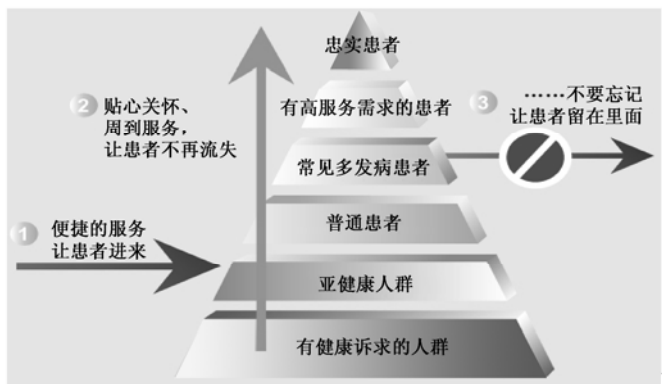 忠实患者
2 贴心关怀、
周到服务，
让患者不再流失
有高服务需求的患者
3 ……不要忘记
让患者留在里面
常见多发病患者
1 便捷的服务
让患者进来
普通患者
亚健康人群
有健康诉求的人群